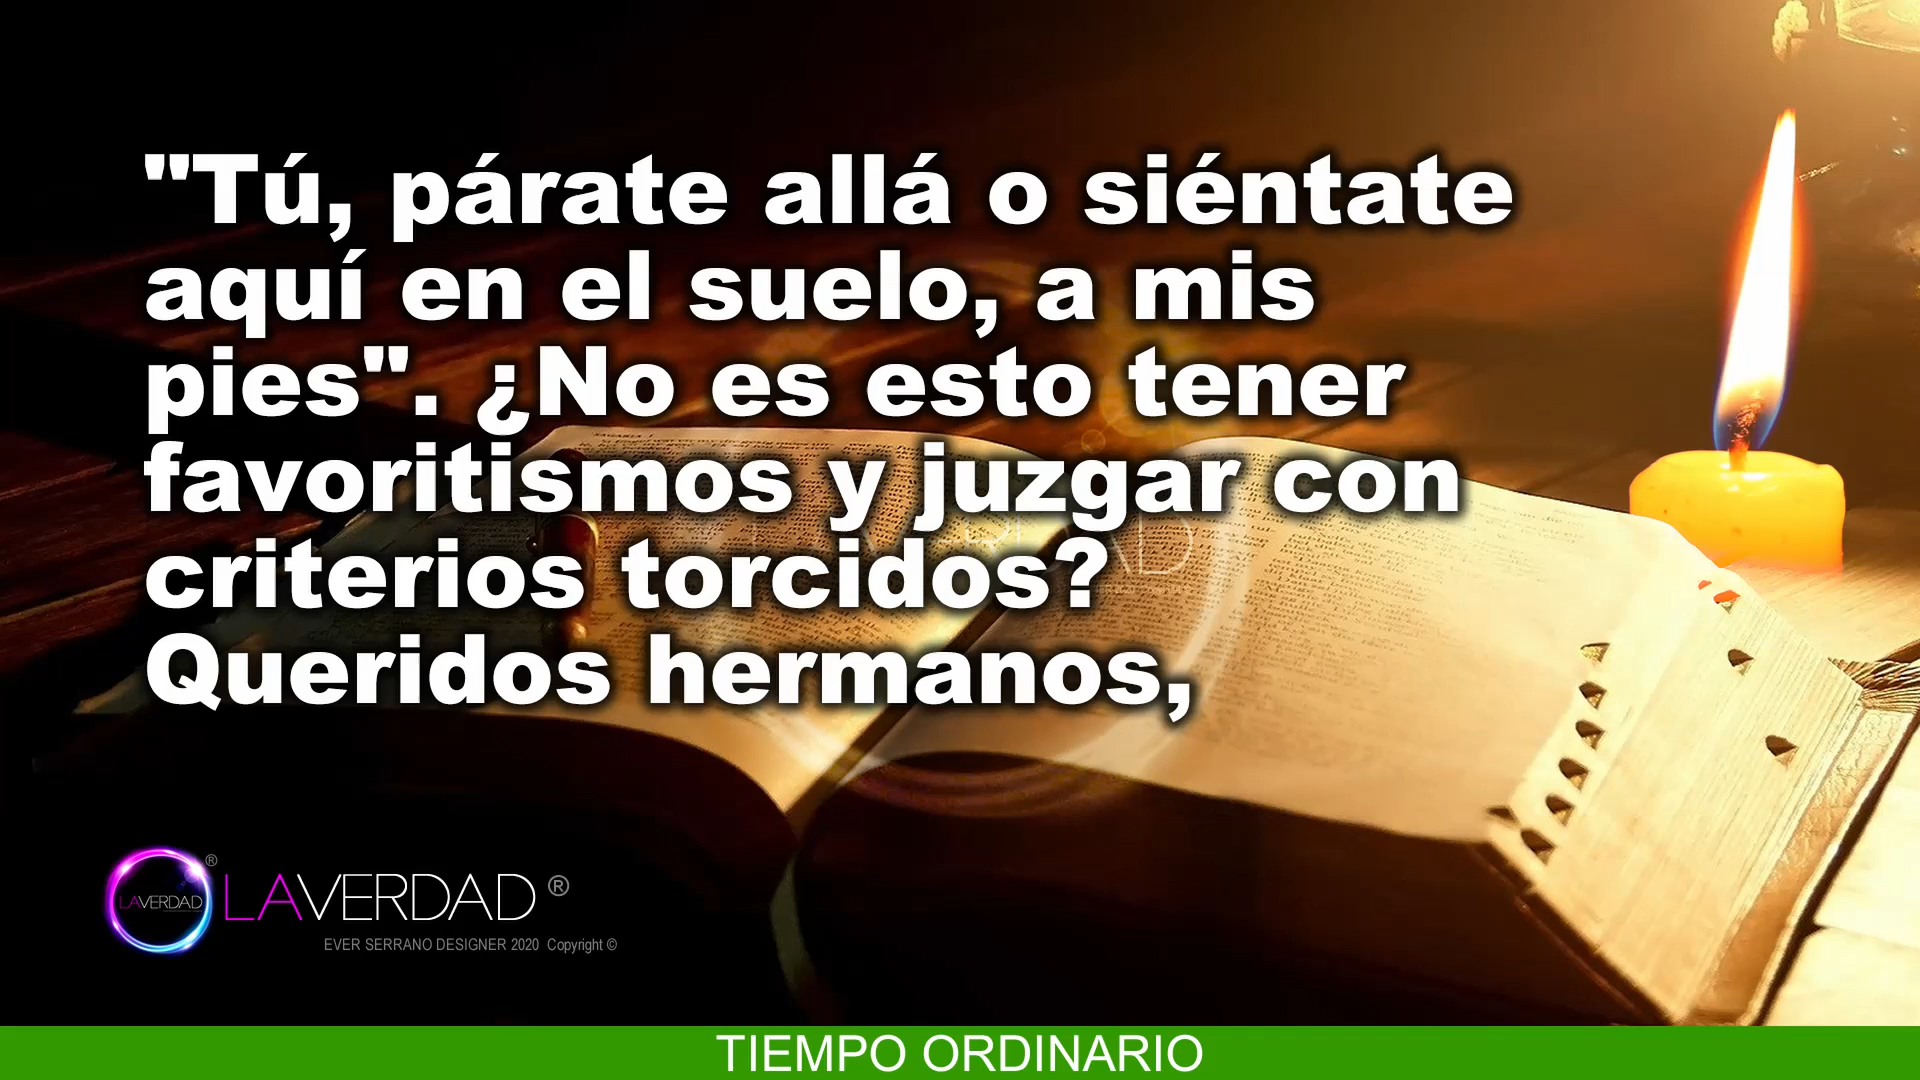 "Tú, párate allá o siéntate
aquí en el suelo, a mis
pies". ¿No es esto tener
favoritismos y juzgar con
criterios torcidos?
Queridos hermanos,
LAVERDAD ®
LAVERDAD ®
EVER SERRANO DESIGNER 2020 Copyright ©
TIEMPO ORDINARIO